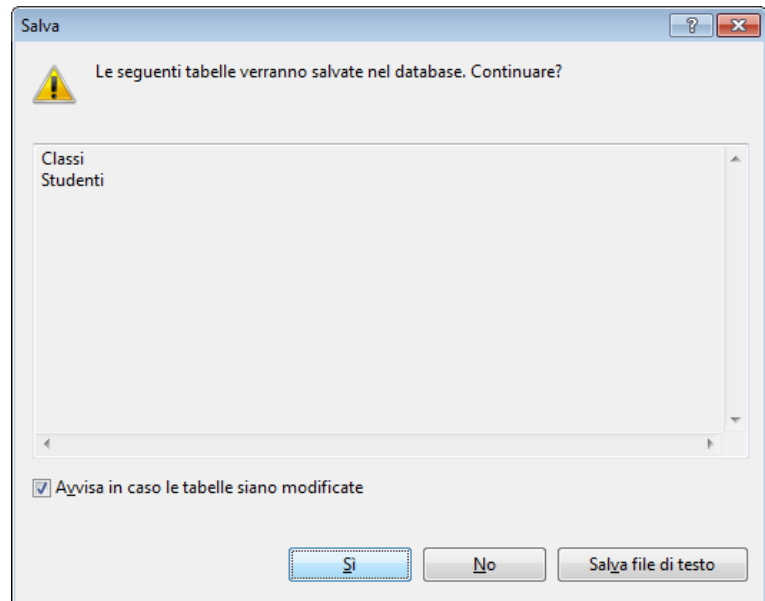 Salva
Le seguenti tabelle verranno salvate nel database. Continuare?
Classi
Studenti
Avvisa in caso le tabelle siano modificate
Sì
No
Salva file di testo